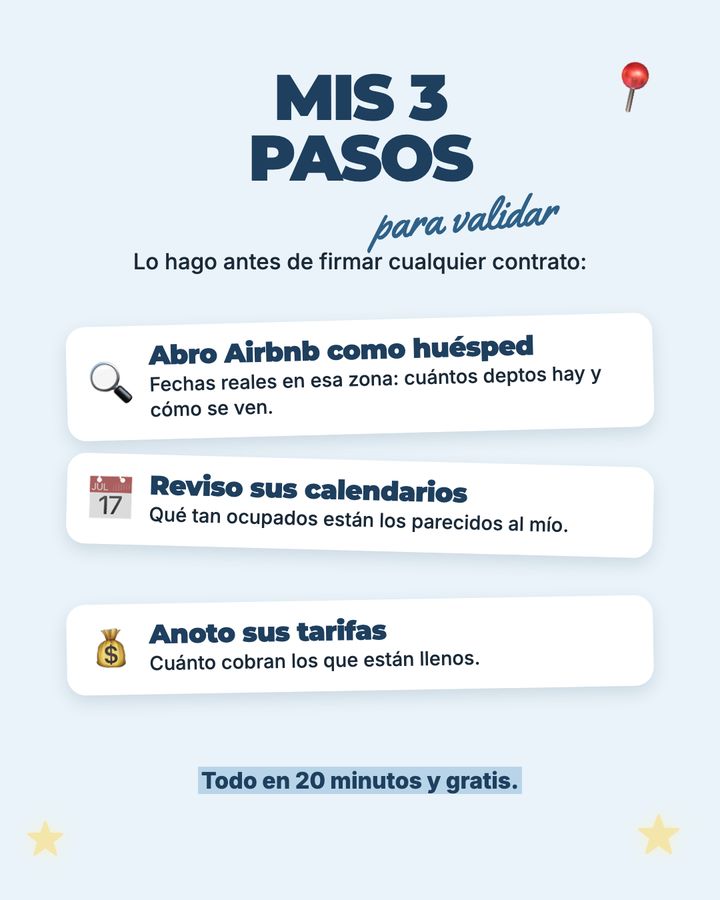 MIS 3
PASOS
para validar
Lo hago antes de firmar cualquier contrato:
Abro Airbnb como huésped
Fechas reales en esa zona: cuántos deptos hay y
cómo se ven.
JUL
17
Reviso sus calendarios
Qué tan ocupados están los parecidos al mío.
$
Anoto sus tarifas
Cuánto cobran los que están llenos.
Todo en 20 minutos y gratis.